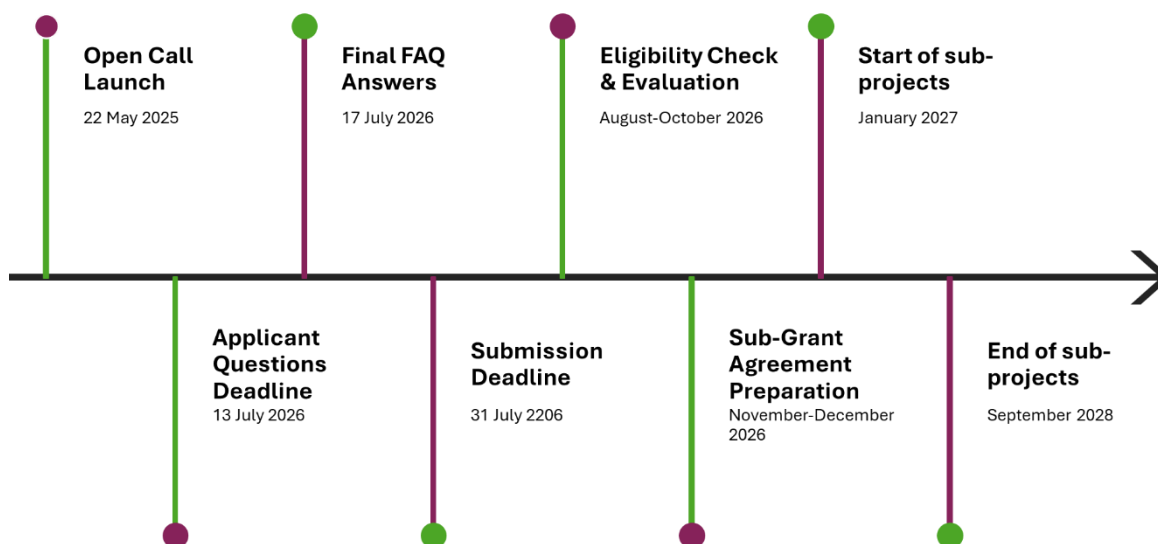 Open Call
Launch
22 May 2025
Applicant
Questions
Deadline
13 July 2026
Final FAQ
Answers
17 July 2026
Submission
Deadline
31 July 2206
Eligibility Check
& Evaluation
August-October 2026
Sub-Grant
Agreement
Preparation
November-December
2026
Start of sub-
projects
January 2027
End of sub-
projects
September 2028